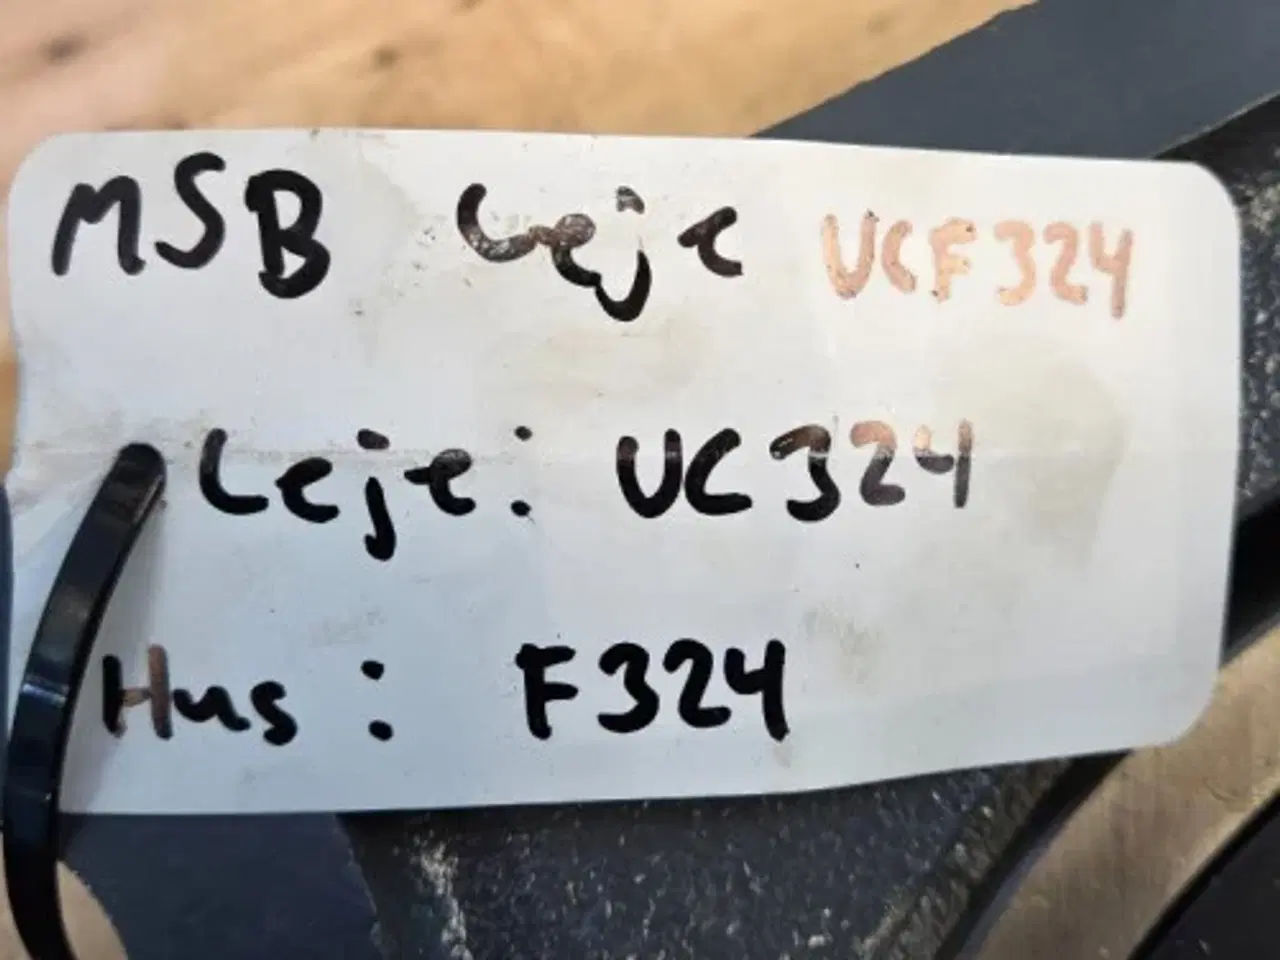 MSB Leje UCF324
Leje: UC324
Hus: F324